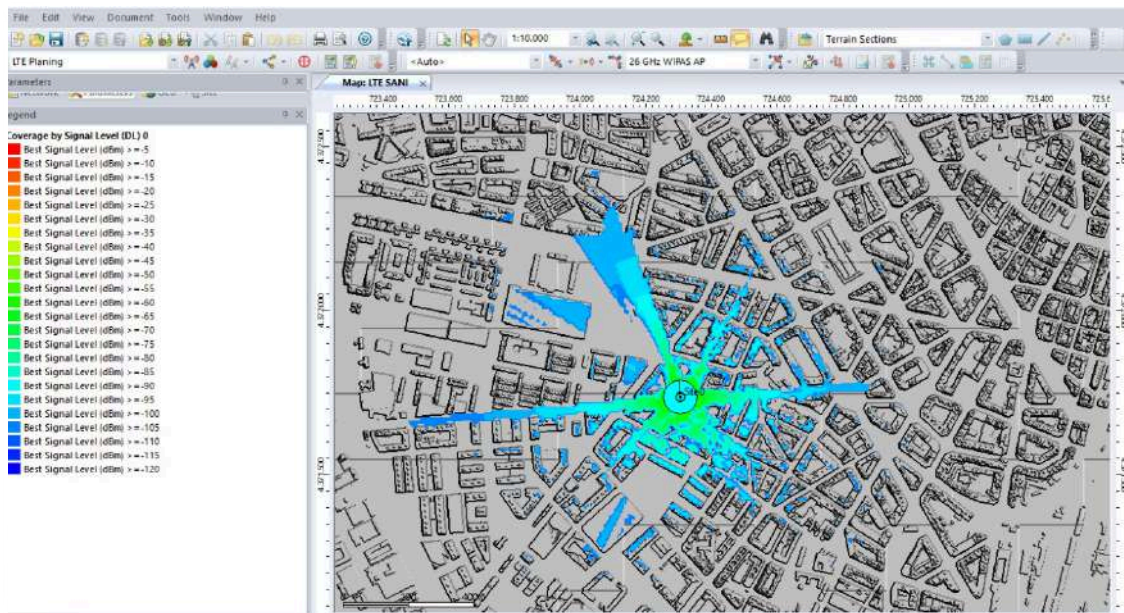 File Edit View Document Tools Window Help
1:10.000 Terrain Sections
LTE Planing <Auto> 26 GHz WIPAS AP
arameters
Map: LTE SANI
egend
723.400 723.600 723.800 724.000 724.200 724.400 724.600 724.800 725.000 725.200 725.400
Coverage by Signal Level (DL) 0
Best Signal Level (dBm) >=-5
Best Signal Level (dBm) >=-10
Best Signal Level (dBm) >=-15
Best Signal Level (dBm) >=-20
Best Signal Level (dBm) >=-25
Best Signal Level (dBm) >=-30
Best Signal Level (dBm) >=-35
Best Signal Level (dBm) >=-40
Best Signal Level (dBm) >=-45
Best Signal Level (dBm) >=-50
Best Signal Level (dBm) >=-55
Best Signal Level (dBm) >=-60
Best Signal Level (dBm) >=-65
Best Signal Level (dBm) >=-70
Best Signal Level (dBm) >=-75
Best Signal Level (dBm) >=-80
Best Signal Level (dBm) >=-85
Best Signal Level (dBm) >=-90
Best Signal Level (dBm) >=-95
Best Signal Level (dBm) >=-100
Best Signal Level (dBm) >=-105
Best Signal Level (dBm) >=-110
Best Signal Level (dBm) >=-115
Best Signal Level (dBm) >=-120
4.372.000
4.371.500